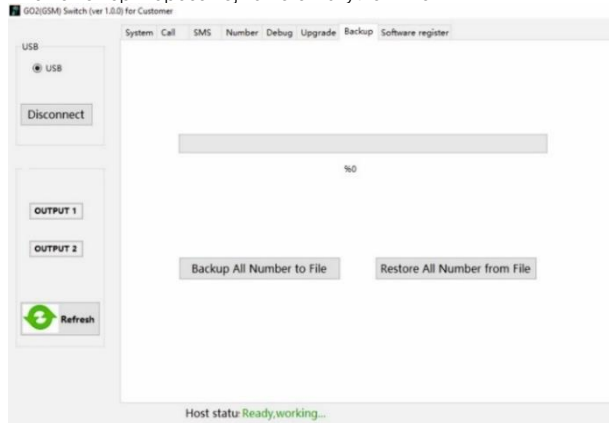 GO2(GSM) Switch (ver 1.0.0) for Customer
System Call SMS Number Debug Upgrade Backup Software register
USB
USB
Disconnect
%0
OUTPUT 1
OUTPUT 2
Backup All Number to File
Restore All Number from File
Refresh
Host statu: Ready,working...